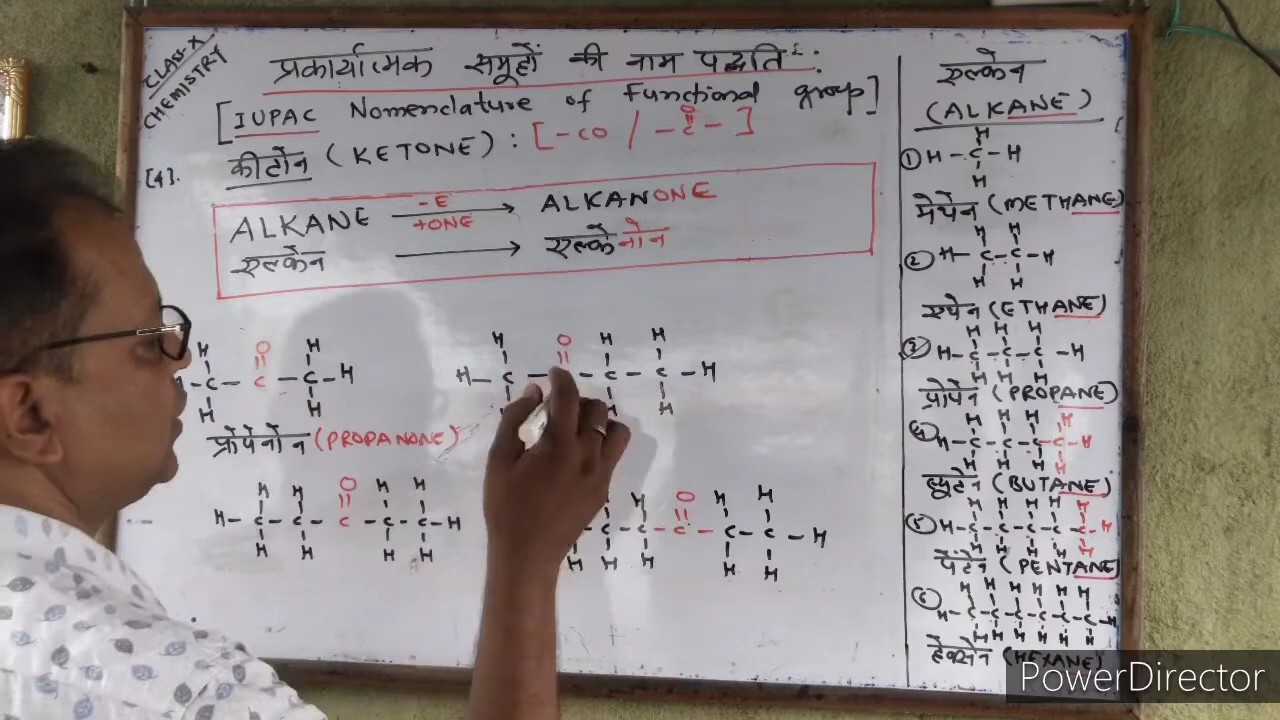 CLASS-X
CHEMISTRY
प्रकार्यात्मक समूहों की नाम पद्धति :
[IUPAC Nomenclature of Functional group]
[4]. कीटोन (KETONE) : [-CO / -C- ]
O
ALKANE -E +ONE ALKANONE
एल्केन एल्केनोन
H O H
H-C-C-C-H
H H
प्रोपेनोन (PROPANONE)
H O H H
H-C- -C-C-H
H H
H H O H H
H-C-C-C-C-C-H
H H H H
H O H H
C-C-C-C-C-C-H
H H H H H
एल्केन
(ALKANE)
H
① H-C-H
H
मेथेन (METHANE)
H H
② H-C-C-H
H H
एथेन (ETHANE)
H H H
③ H-C-C-C-H
H H H
प्रोपेन (PROPANE)
H H H H
④ H-C-C-C-C-H
H H H H
ब्यूटेन (BUTANE)
H H H H H
⑤ H-C-C-C-C-C-H
H H H H H
पेंटेन (PENTANE)
H H H H H H
⑥ H-C-C-C-C-C-C-H
H H H H H H
हेक्सेन (HEXANE)
PowerDirector